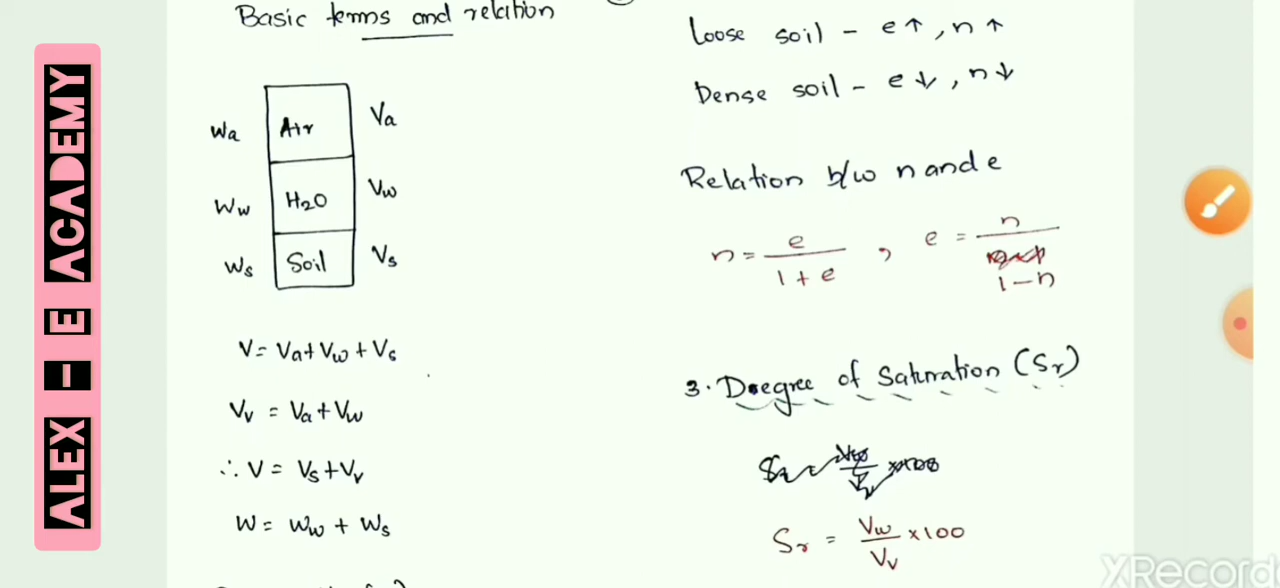 ALEX - E ACADEMY
Basic terms and relation
Wa Air Va
Ww H2O Vw
Ws Soil Vs
V = Va + Vw + Vs
Vv = Va + Vw
∴ V = Vs + Vv
W = Ww + Ws
Loose soil - e↑, n↑
Dense soil - e↓, n↓
Relation b/w n and e
n = e / 1 + e , e = n / 1 - n
3. Degree of Saturation (Sr)
Sr = Vw / Vv × 100
XRecord